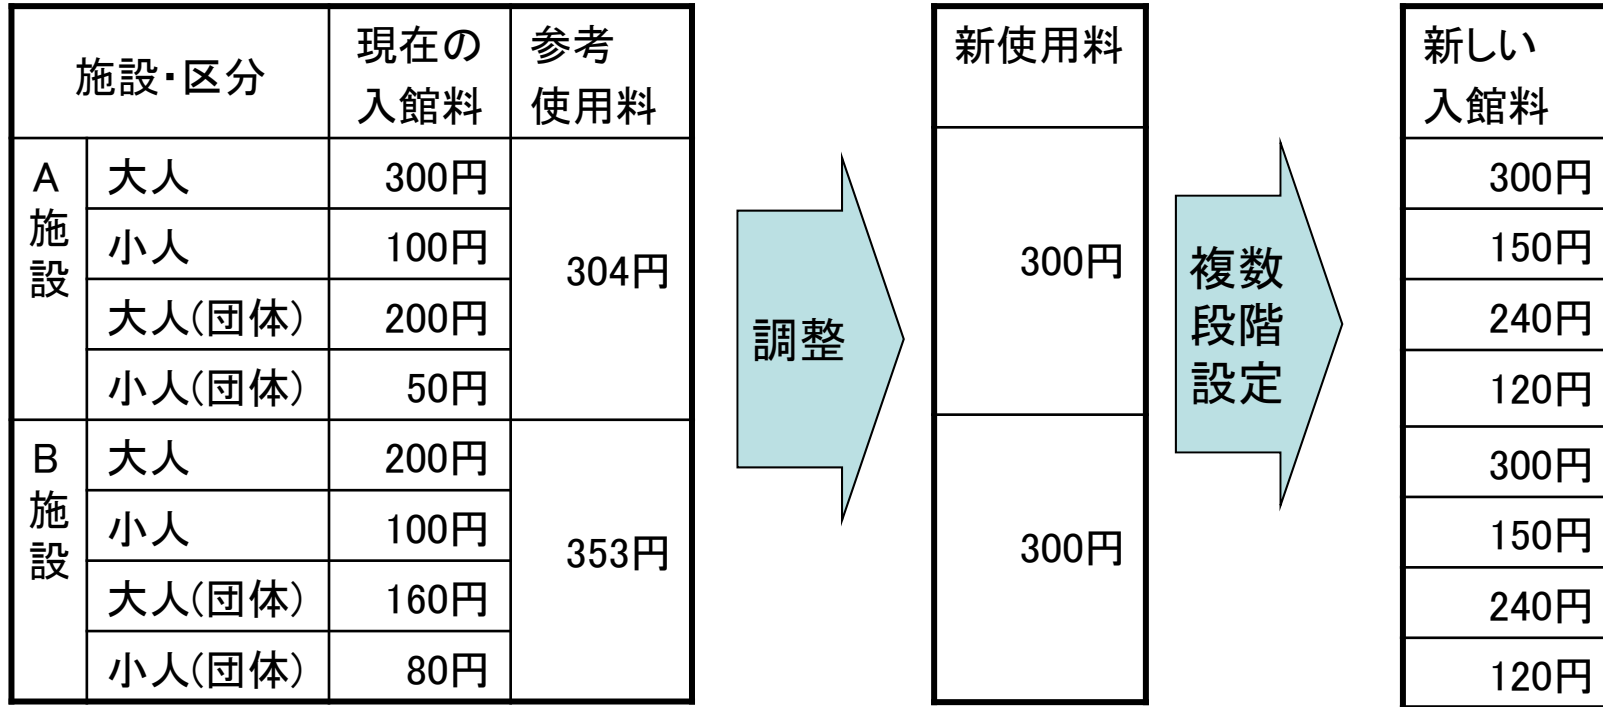 施設・区分 現在の入館料 参考使用料
A施設 大人 300円 304円
小人 100円
大人(団体) 200円
小人(団体) 50円
B施設 大人 200円 353円
小人 100円
大人(団体) 160円
小人(団体) 80円
調整
新使用料
300円
300円
複数
段階
設定
新しい
入館料
300円
150円
240円
120円
300円
150円
240円
120円